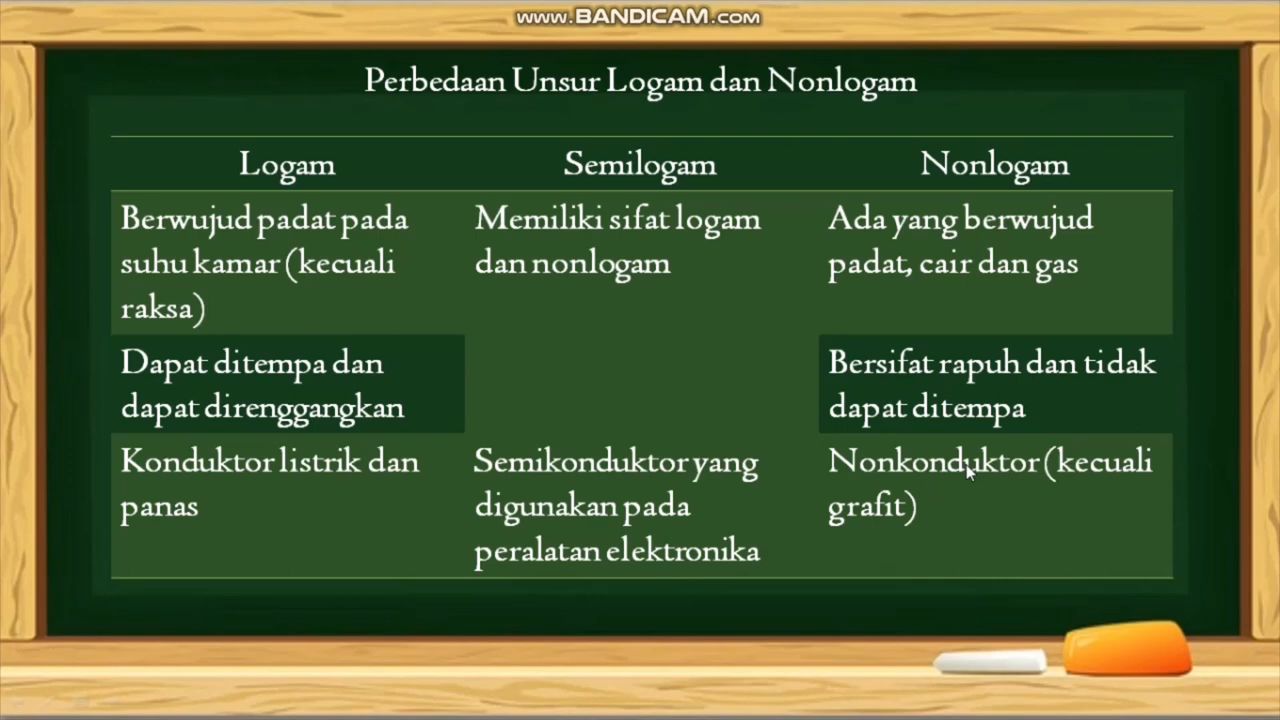 www.BANDICAM.com
Perbedaan Unsur Logam dan Nonlogam
Logam
Semilogam
Nonlogam
Berwujud padat pada
suhu kamar (kecuali
raksa)
Memiliki sifat logam
dan nonlogam
Ada yang berwujud
padat, cair dan gas
Dapat ditempa dan
dapat direnggangkan
Bersifat rapuh dan tidak
dapat ditempa
Konduktor listrik dan
panas
Semikonduktor yang
digunakan pada
peralatan elektronika
Nonkonduktor (kecuali
grafit)